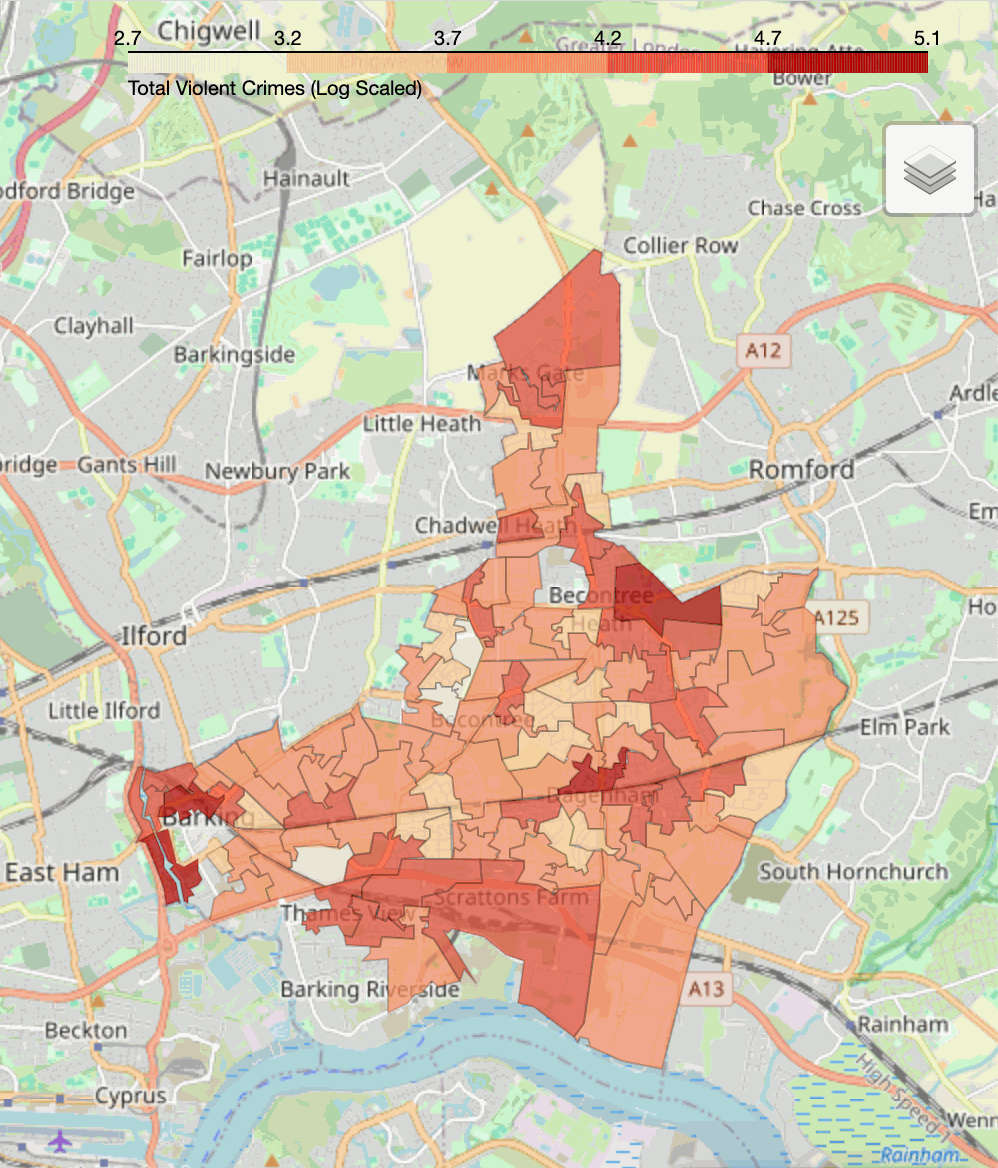 Chigwell
2.7 3.2 3.7 4.2 4.7 5.1
Greater London
Havering-Atte-
Chigwell Row
Bower
Total Violent Crimes (Log Scaled)
odford Bridge
Hainault
Ha
Chase Cross
Collier Row
Fairlop
Clayhall
Barkingside
A12
Marks Gate
Ardle
Little Heath
bridge
Gants Hill
Newbury Park
Romford
Chadwell Heath
Em
Becontree
Heath
Ho
A125
Ilford
Little Ilford
Becontree
Elm Park
Dagenham
Barking
East Ham
South Hornchurch
Scrattons Farm
Thames View
Barking Riverside
A13
Beckton
Rainham
Cyprus
High Speed 1
Wenn
Rainham